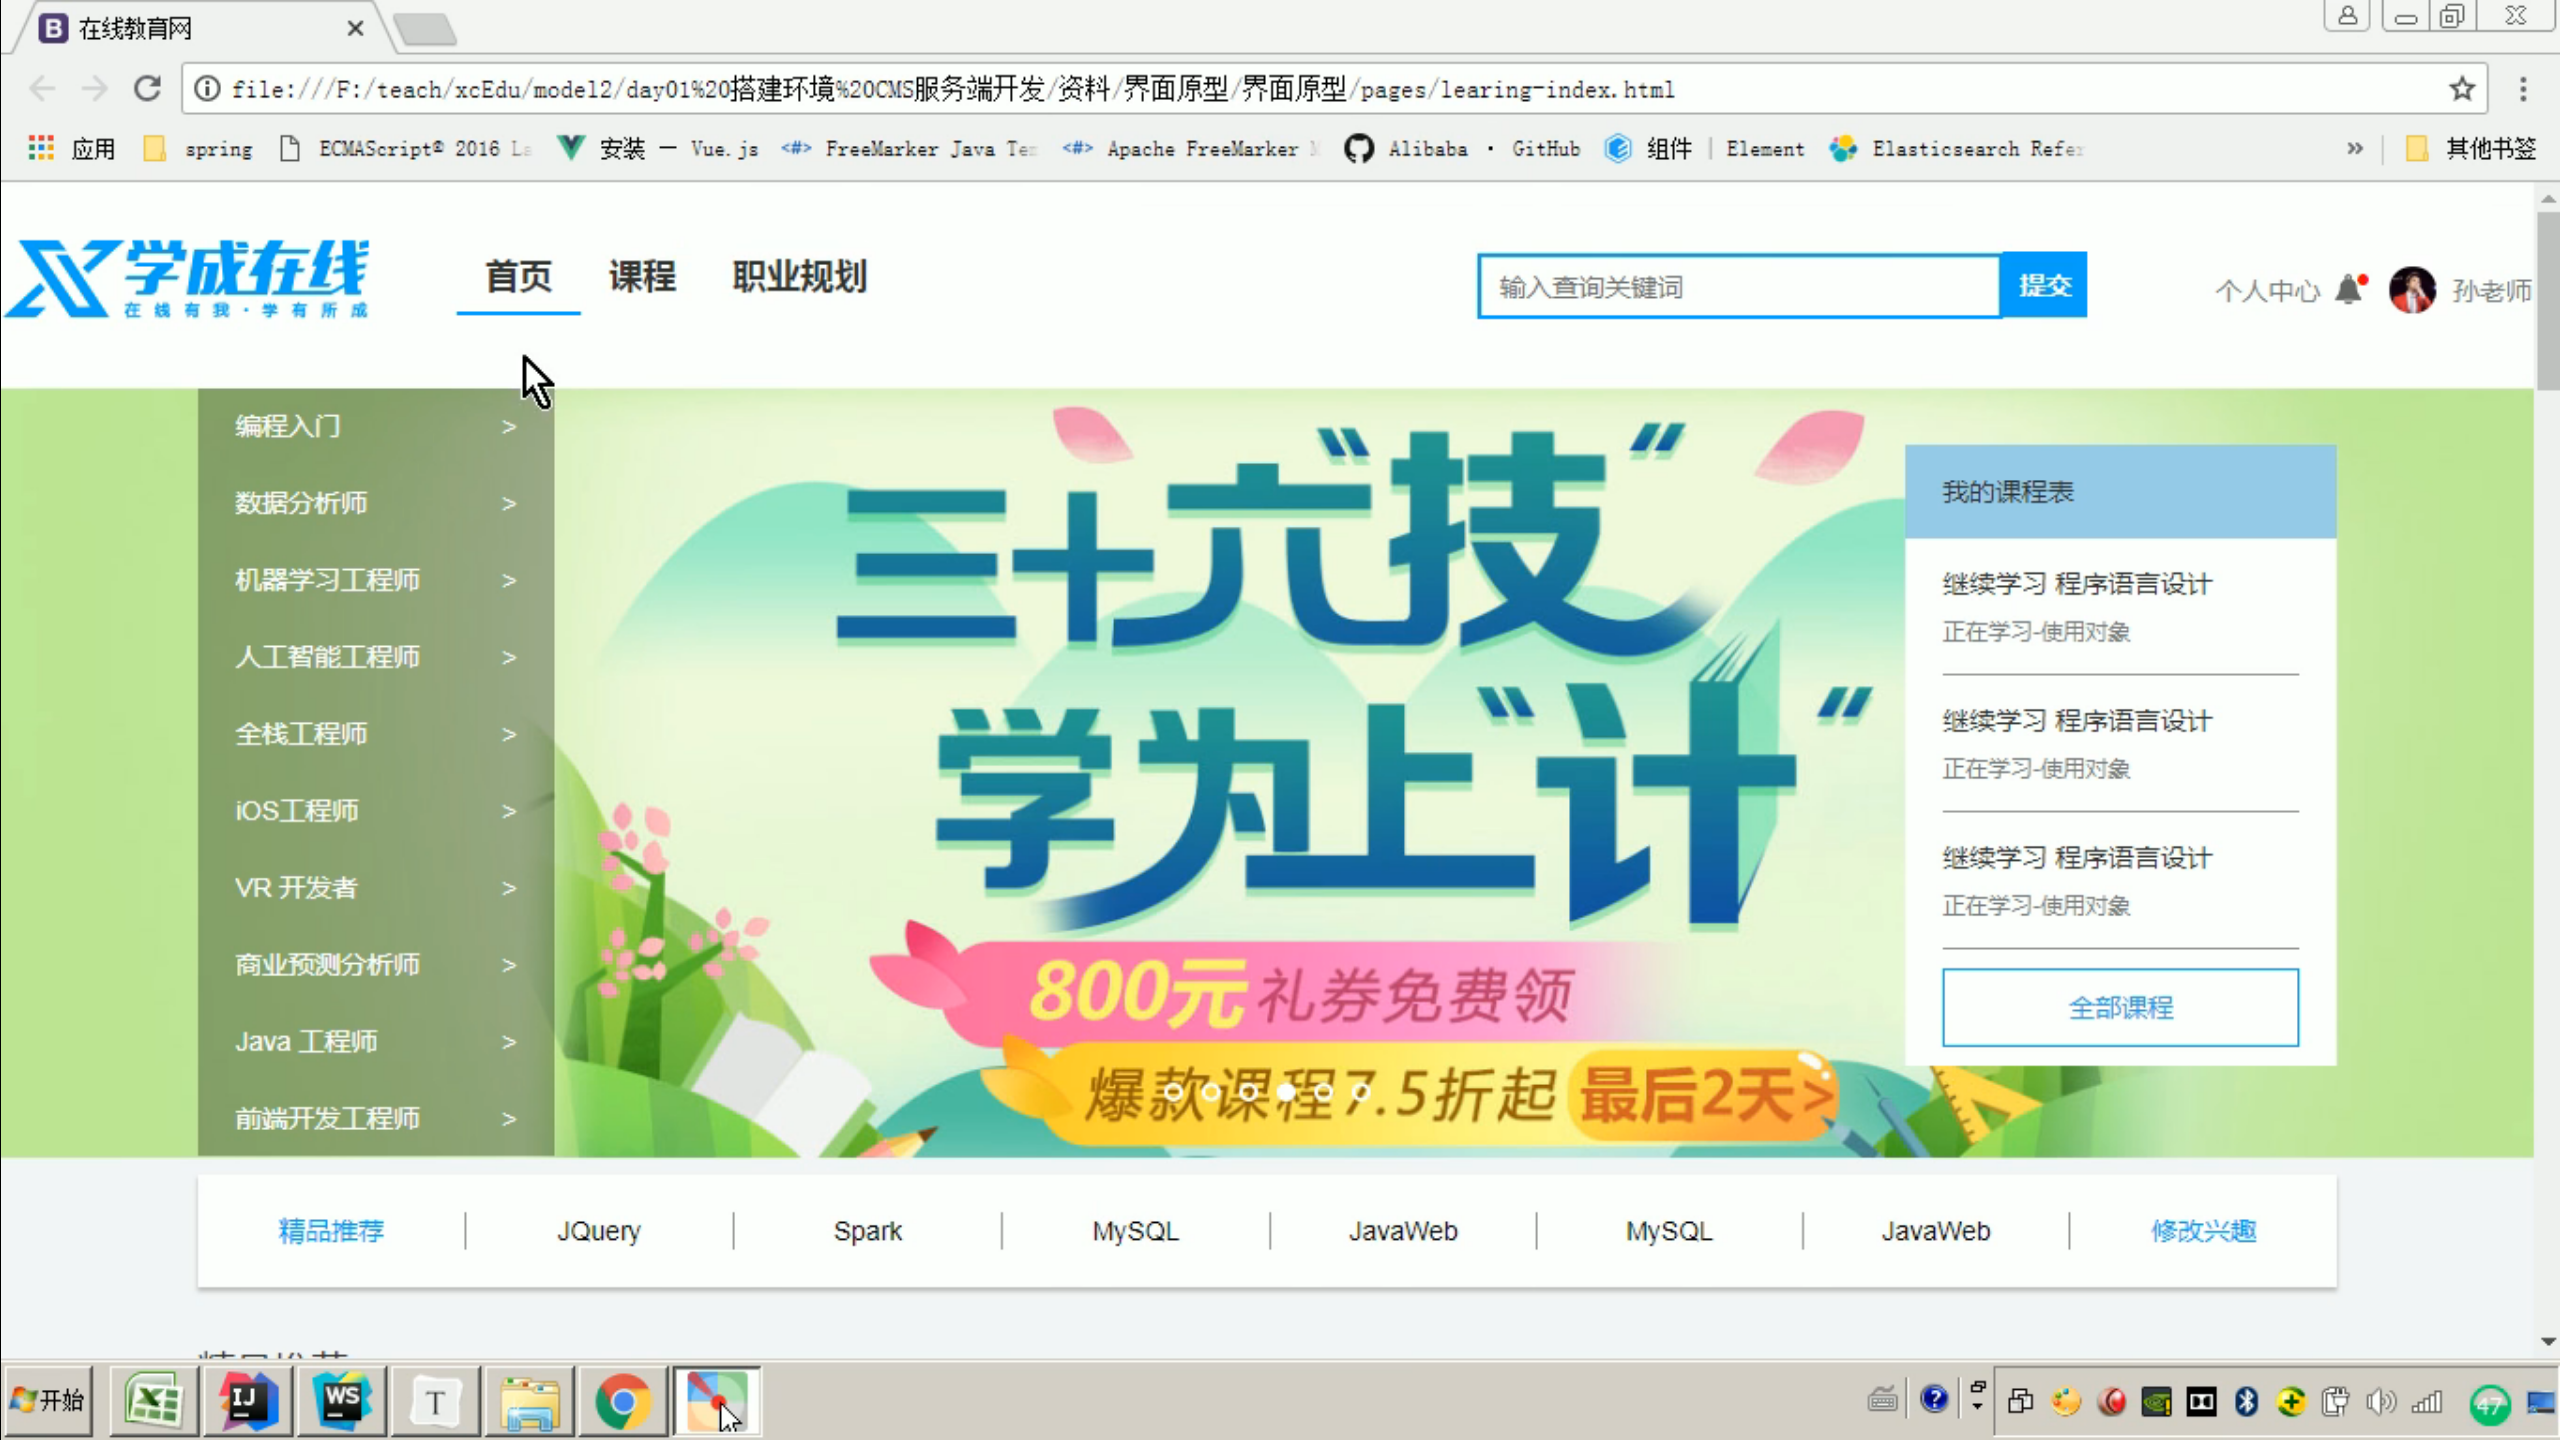 在线教育网
file:///F:/teach/xcEdu/model2/day01%20搭建环境%20CMS服务端开发/资料/界面原型/界面原型/pages/learing-index.html
应用 spring ECMAScript® 2016 安装 — Vue.js <#> FreeMarker Java <#> Apache FreeMarker Alibaba · GitHub 组件 | Element Elasticsearch » 其他书签
学成在线
在线有我·学有所成
首页 课程 职业规划
输入查询关键词 提交
个人中心 孙老师
编程入门 >
数据分析师 >
机器学习工程师 >
人工智能工程师 >
全栈工程师 >
iOS工程师 >
VR 开发者 >
商业预测分析师 >
Java 工程师 >
前端开发工程师 >
三十六“技”
学为上“计”
800元礼券免费领
爆款课程7.5折起 最后2天>
我的课程表
继续学习 程序语言设计
正在学习-使用对象
继续学习 程序语言设计
正在学习-使用对象
继续学习 程序语言设计
正在学习-使用对象
全部课程
精品推荐 JQuery Spark MySQL JavaWeb MySQL JavaWeb 修改兴趣
开始 IJ WS T 47